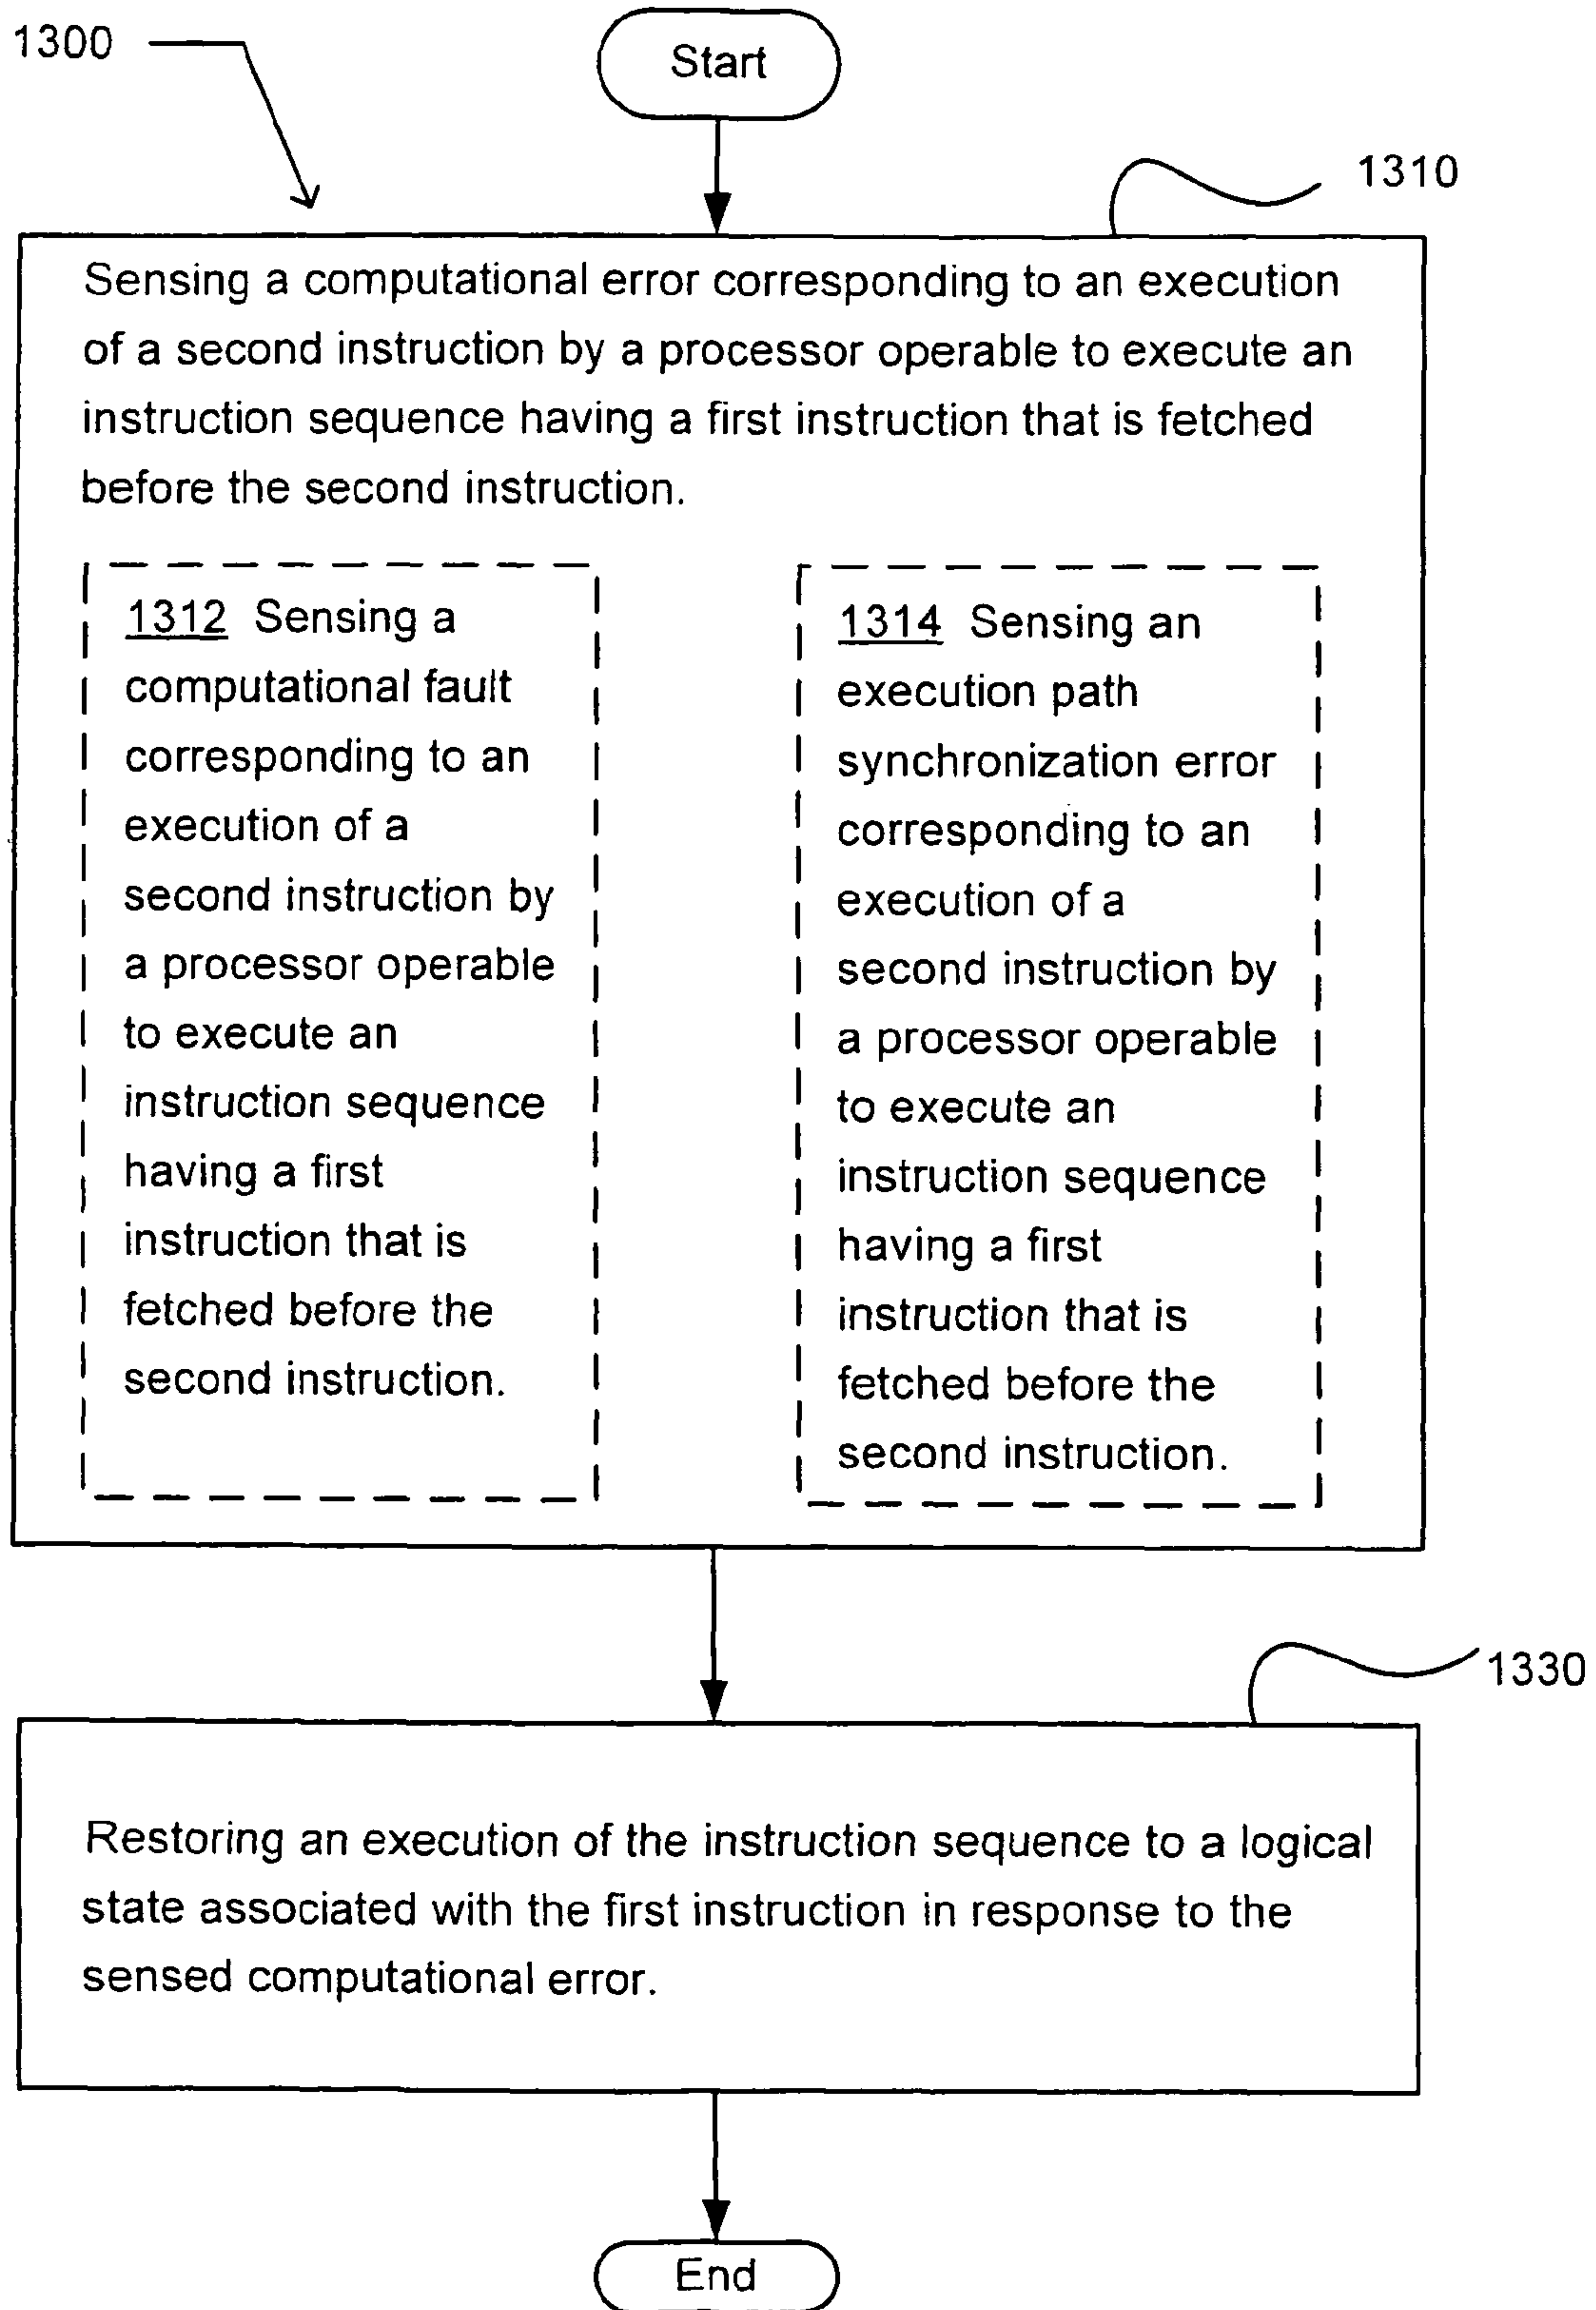 1300
Start
1310
Sensing a computational error corresponding to an execution
of a second instruction by a processor operable to execute an
instruction sequence having a first instruction that is fetched
before the second instruction.
1312 Sensing a
computational fault
corresponding to an
execution of a
second instruction by
a processor operable
to execute an
instruction sequence
having a first
instruction that is
fetched before the
second instruction.
1314 Sensing an
execution path
synchronization error
corresponding to an
execution of a
second instruction by
a processor operable
to execute an
instruction sequence
having a first
instruction that is
fetched before the
second instruction.
1330
Restoring an execution of the instruction sequence to a logical
state associated with the first instruction in response to the
sensed computational error.
End